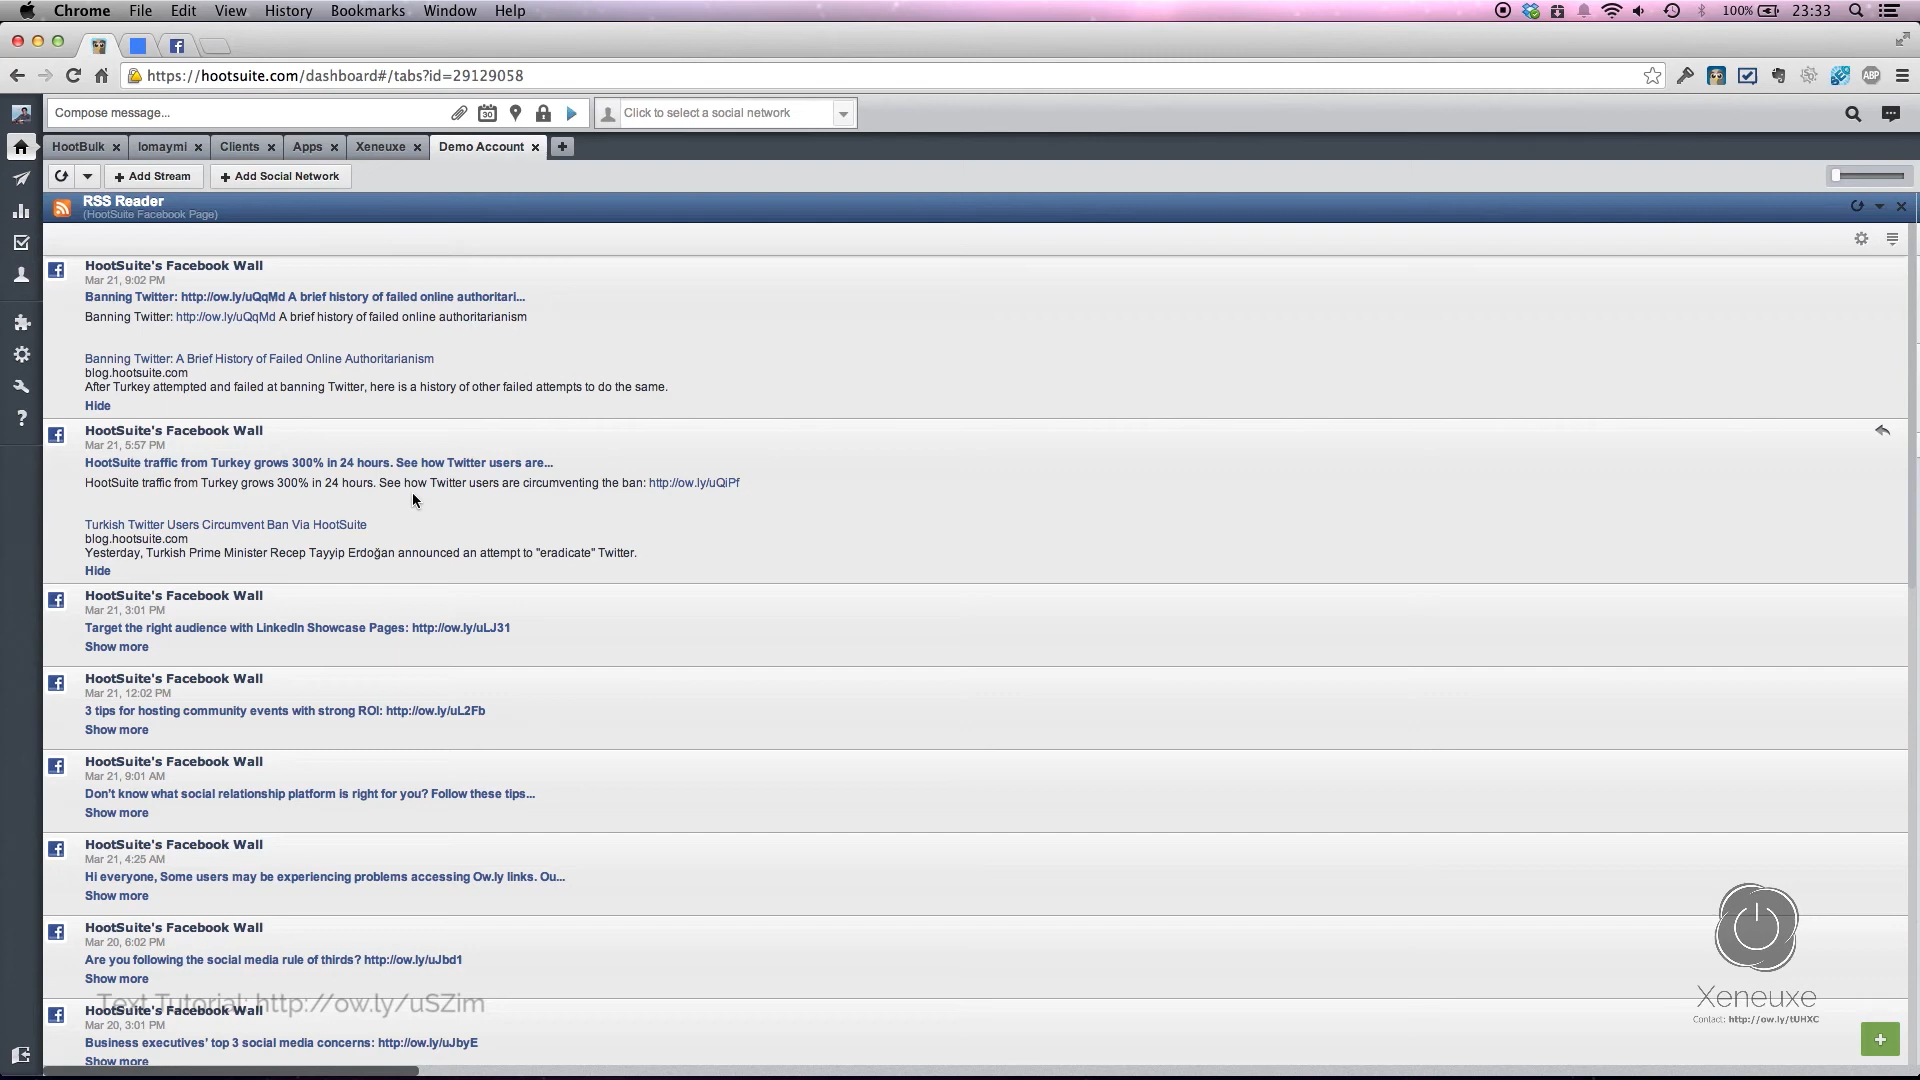 Chrome File Edit View History Bookmarks Window Help 100% 23:33
https://hootsuite.com/dashboard#/tabs?id=29129058 ABP
Compose message... 30 Click to select a social network
HootBulk Iomaymi Clients Apps Xeneuxe Demo Account
Add Stream Add Social Network
RSS Reader
(HootSuite Facebook Page)
HootSuite's Facebook Wall
Mar 21, 9:02 PM
Banning Twitter: http://ow.ly/uQqMd A brief history of failed online authoritari...
Banning Twitter: http://ow.ly/uQqMd A brief history of failed online authoritarianism
Banning Twitter: A Brief History of Failed Online Authoritarianism
blog.hootsuite.com
After Turkey attempted and failed at banning Twitter, here is a history of other failed attempts to do the same.
Hide
HootSuite's Facebook Wall
Mar 21, 5:57 PM
HootSuite traffic from Turkey grows 300% in 24 hours. See how Twitter users are...
HootSuite traffic from Turkey grows 300% in 24 hours. See how Twitter users are circumventing the ban: http://ow.ly/uQiPf
Turkish Twitter Users Circumvent Ban Via HootSuite
blog.hootsuite.com
Yesterday, Turkish Prime Minister Recep Tayyip Erdoğan announced an attempt to "eradicate" Twitter.
Hide
HootSuite's Facebook Wall
Mar 21, 3:01 PM
Target the right audience with LinkedIn Showcase Pages: http://ow.ly/uLJ31
Show more
HootSuite's Facebook Wall
Mar 21, 12:02 PM
3 tips for hosting community events with strong ROI: http://ow.ly/uL2Fb
Show more
HootSuite's Facebook Wall
Mar 21, 9:01 AM
Don't know what social relationship platform is right for you? Follow these tips...
Show more
HootSuite's Facebook Wall
Mar 21, 4:25 AM
Hi everyone, Some users may be experiencing problems accessing Ow.ly links. Ou...
Show more
HootSuite's Facebook Wall
Mar 20, 6:02 PM
Are you following the social media rule of thirds? http://ow.ly/uJbd1
Show more
Text Tutorial: http://ow.ly/uSZim
HootSuite's Facebook Wall
Mar 20, 3:01 PM
Business executives' top 3 social media concerns: http://ow.ly/uJbyE
Show more
Xeneuxe
Contact: http://ow.ly/tUHXC